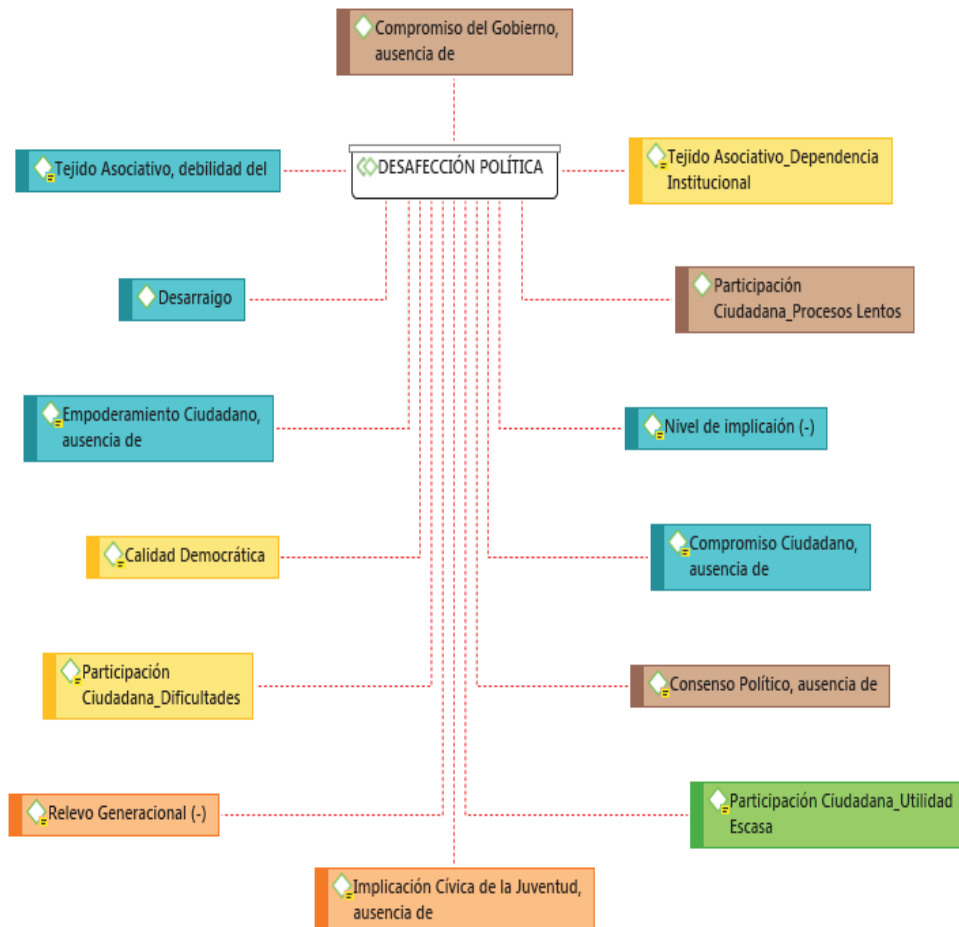 Compromiso del Gobierno,
ausencia de
Tejido Asociativo, debilidad del
DESAFECCIÓN POLÍTICA
Tejido Asociativo_Dependencia
Institucional
Desarraigo
Participación
Ciudadana_Procesos Lentos
Empoderamiento Ciudadano,
ausencia de
Nivel de implicaión (-)
Calidad Democrática
Compromiso Ciudadano,
ausencia de
Participación
Ciudadana_Dificultades
Consenso Político, ausencia de
Relevo Generacional (-)
Participación Ciudadana_Utilidad
Escasa
Implicación Cívica de la Juventud,
ausencia de